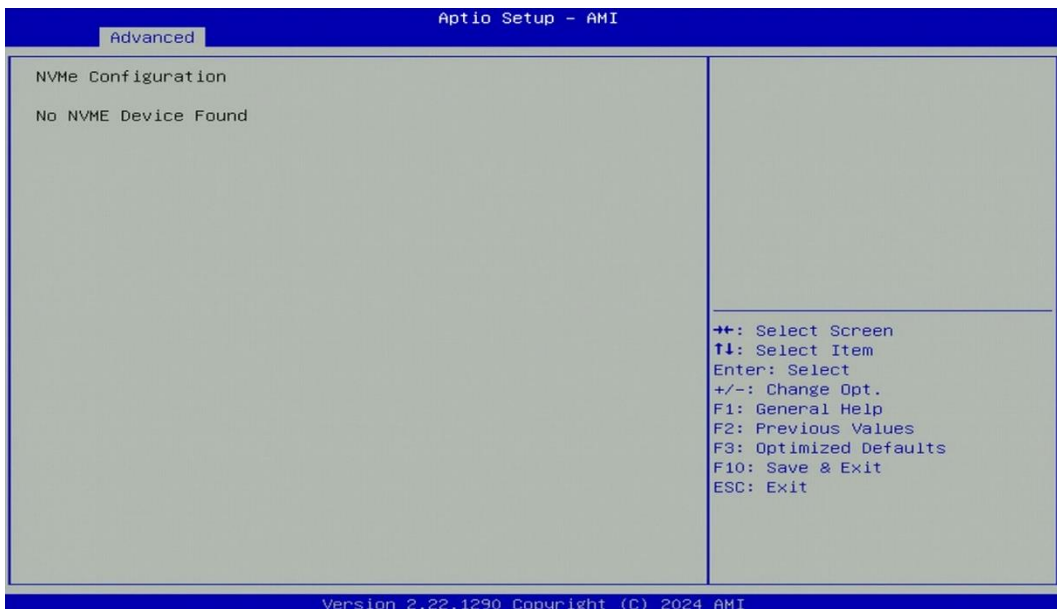 Aptio Setup – AMI
Advanced
NVMe Configuration
No NVME Device Found
→←: Select Screen
↑↓: Select Item
Enter: Select
+/-: Change Opt.
F1: General Help
F2: Previous Values
F3: Optimized Defaults
F10: Save & Exit
ESC: Exit
Version 2.22.1290 Copyright (C) 2024 AMI